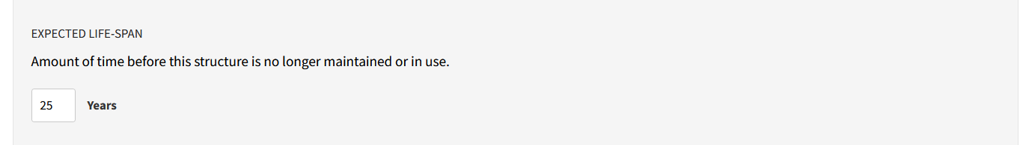 EXPECTED LIFE-SPAN
Amount of time before this structure is no longer maintained or in use.
25 Years